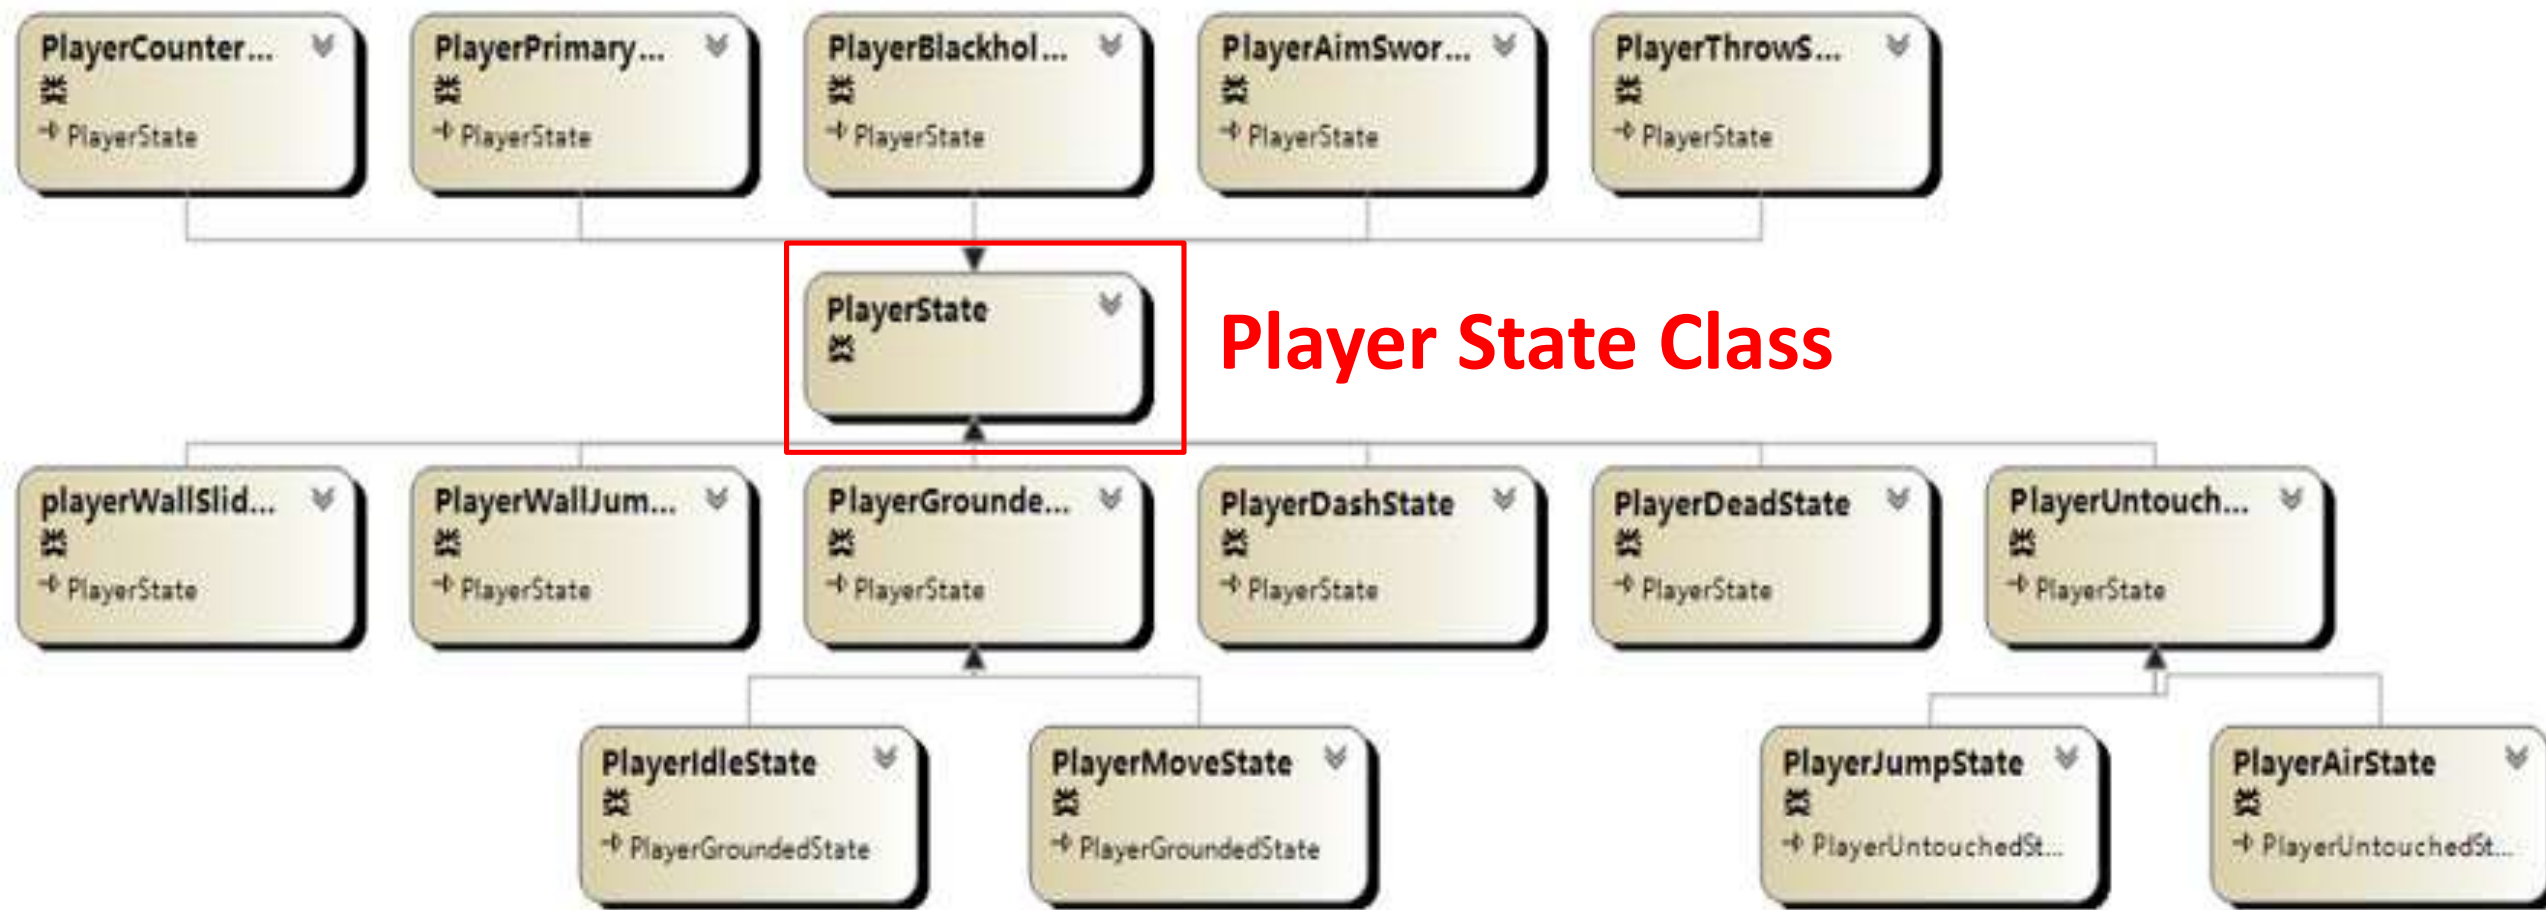 PlayerCounter...
PlayerState
PlayerPrimary...
PlayerState
PlayerBlackhol...
PlayerState
PlayerAimSwor...
PlayerState
PlayerThrowS...
PlayerState
PlayerState
Player State Class
playerWallSlid...
PlayerState
PlayerWallJum...
PlayerState
PlayerGrounde...
PlayerState
PlayerDashState
PlayerState
PlayerDeadState
PlayerState
PlayerUntouch...
PlayerState
PlayerIdleState
PlayerGroundedState
PlayerMoveState
PlayerGroundedState
PlayerJumpState
PlayerUntouchedSt...
PlayerAirState
PlayerUntouchedSt...